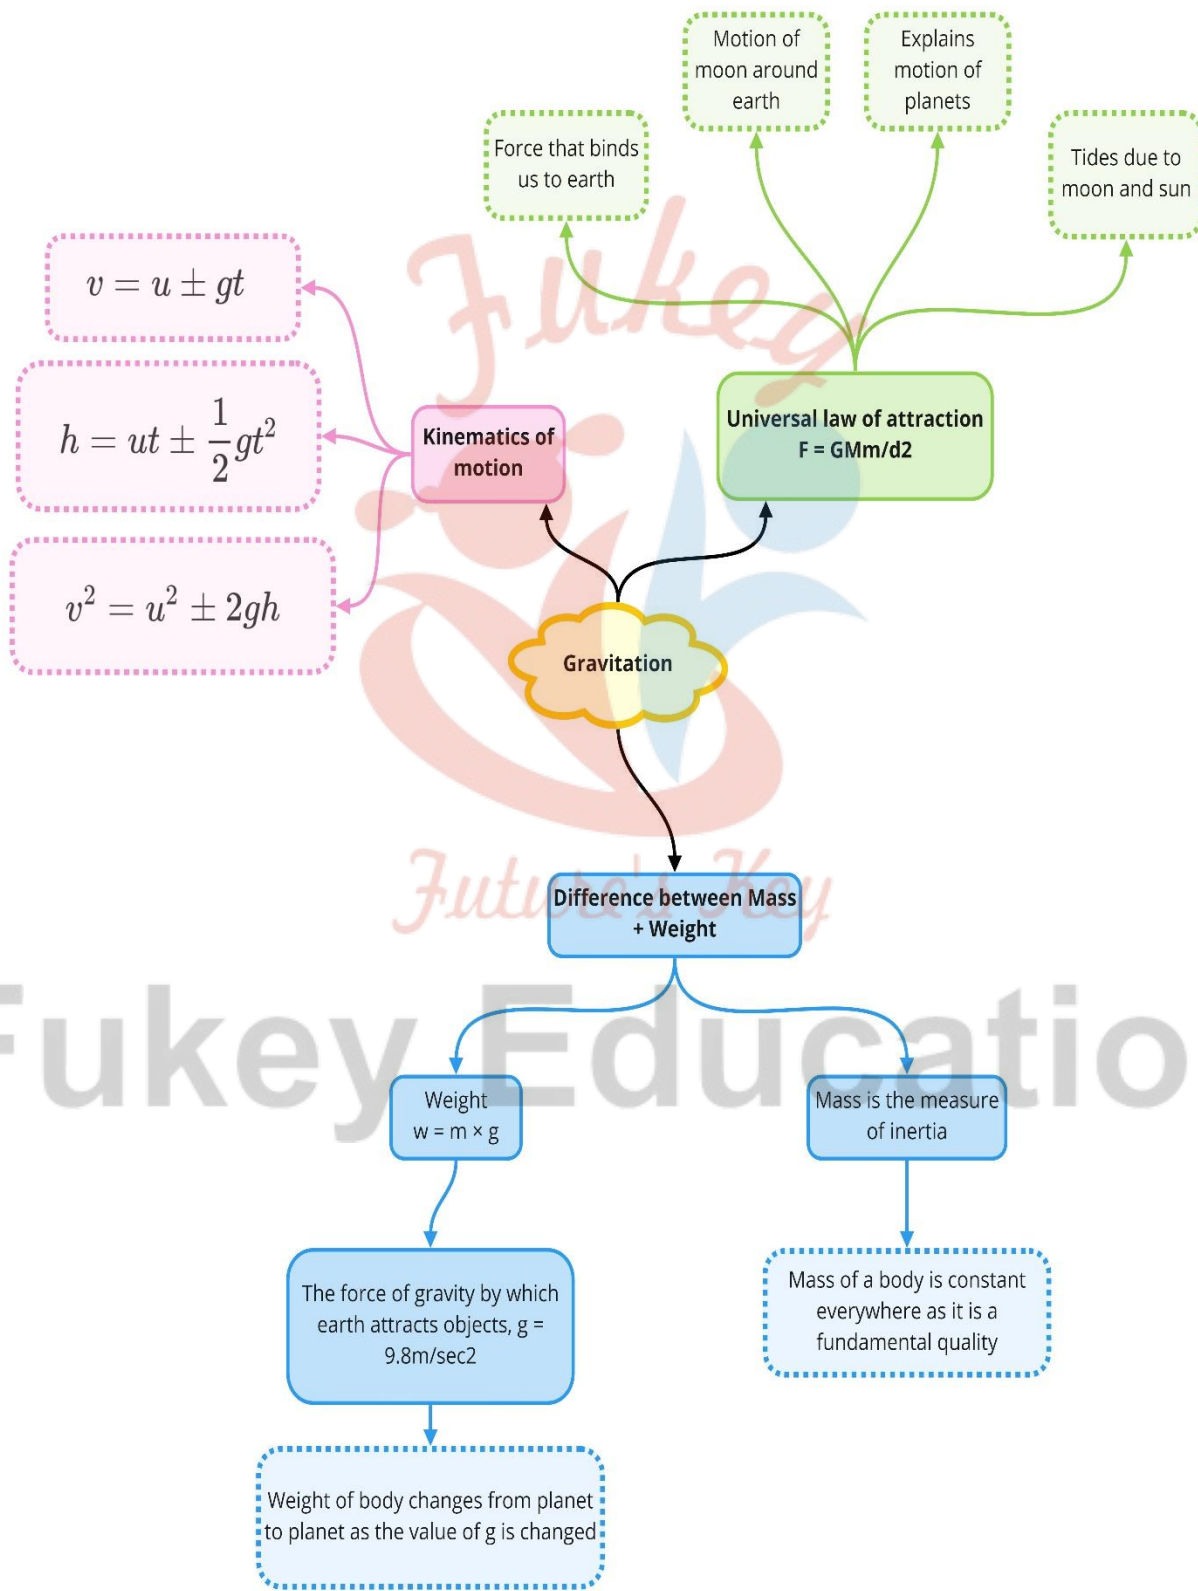 Motion of
moon around
earth
Explains
motion of
planets
Force that binds
us to earth
Tides due to
moon and sun
Fukey
v = u ± gt
h = ut ± 1/2 gt²
v² = u² ± 2gh
Kinematics of
motion
Universal law of attraction
F = GMm/d2
Gravitation
Future's Key
Difference between Mass
+ Weight
Fukey Educatio
Weight
w = m × g
Mass is the measure
of inertia
The force of gravity by which
earth attracts objects, g =
9.8m/sec2
Mass of a body is constant
everywhere as it is a
fundamental quality
Weight of body changes from planet
to planet as the value of g is changed